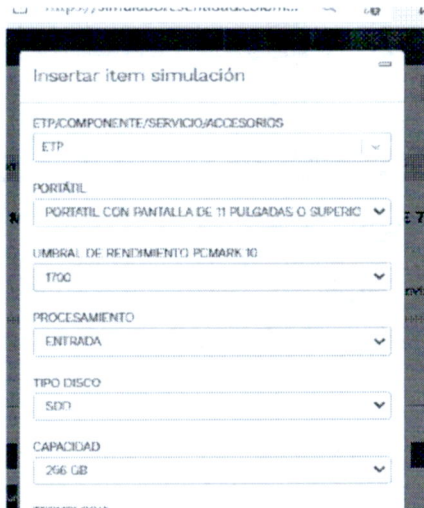 Insertar item simulación
ETP/COMPONENTE/SERVICIO/ACCESORIOS
ETP
PORTÁTIL
PORTATIL CON PANTALLA DE 11 PULGADAS O SUPERIO
UMBRAL DE RENDIMIENTO PCMARK 10
1700
PROCESAMIENTO
ENTRADA
TIPO DISCO
SDD
CAPACIDAD
256 GB